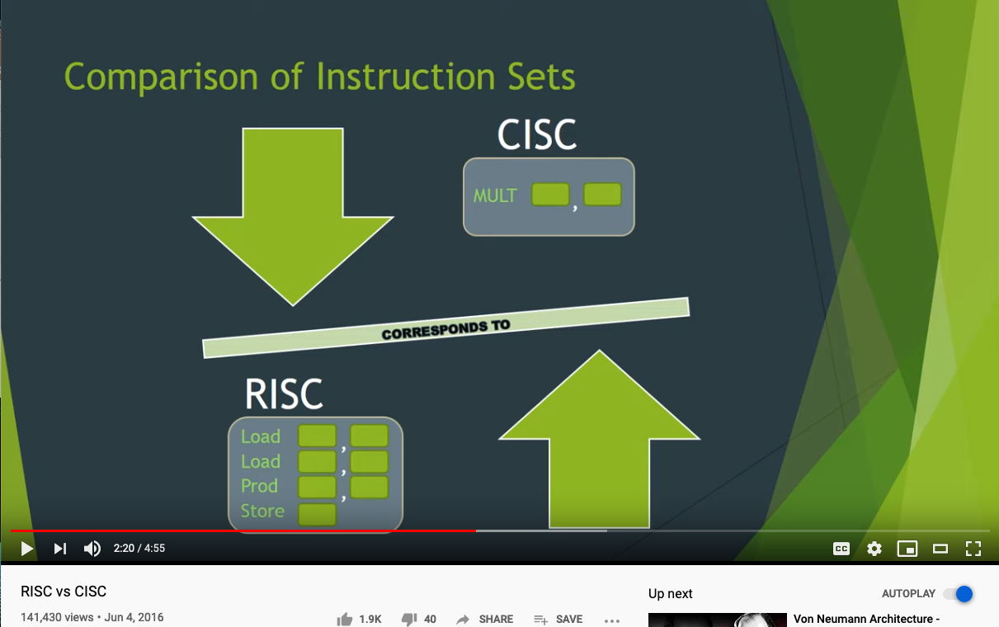 Comparison of Instruction Sets
CISC
MULT ,
CORRESPONDS TO
RISC
Load ,
Load ,
Prod ,
Store
2:20 / 4:55
CC
RISC vs CISC
141,430 views • Jun 4, 2016
1.9K 40 SHARE SAVE ...
Up next AUTOPLAY
Von Neumann Architecture -